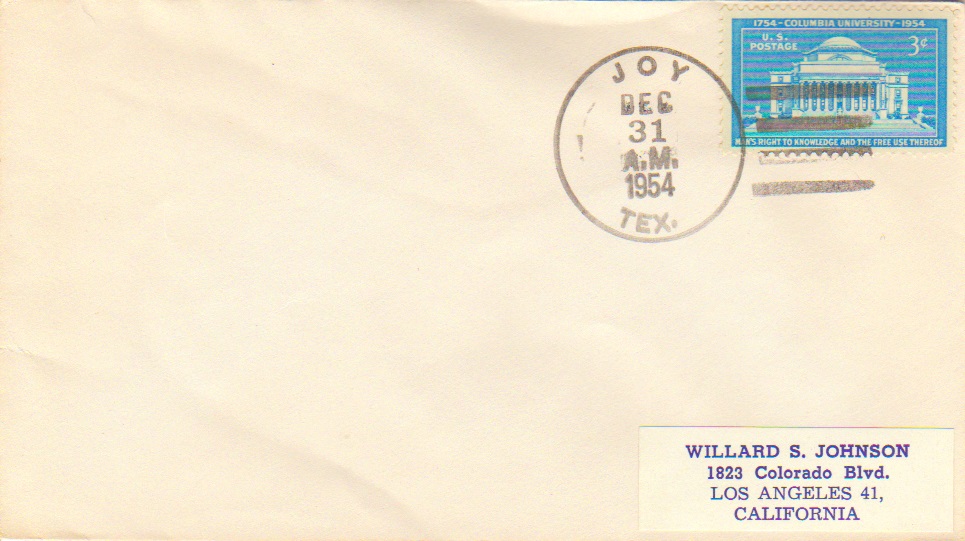 1754-COLUMBIA UNIVERSITY-1954
U.S. 3¢
POSTAGE
MAN'S RIGHT TO KNOWLEDGE AND THE FREE USE THEREOF
JOY
DEC
31
A.M.
1954
TEX.
WILLARD S. JOHNSON
1823 Colorado Blvd.
LOS ANGELES 41,
CALIFORNIA